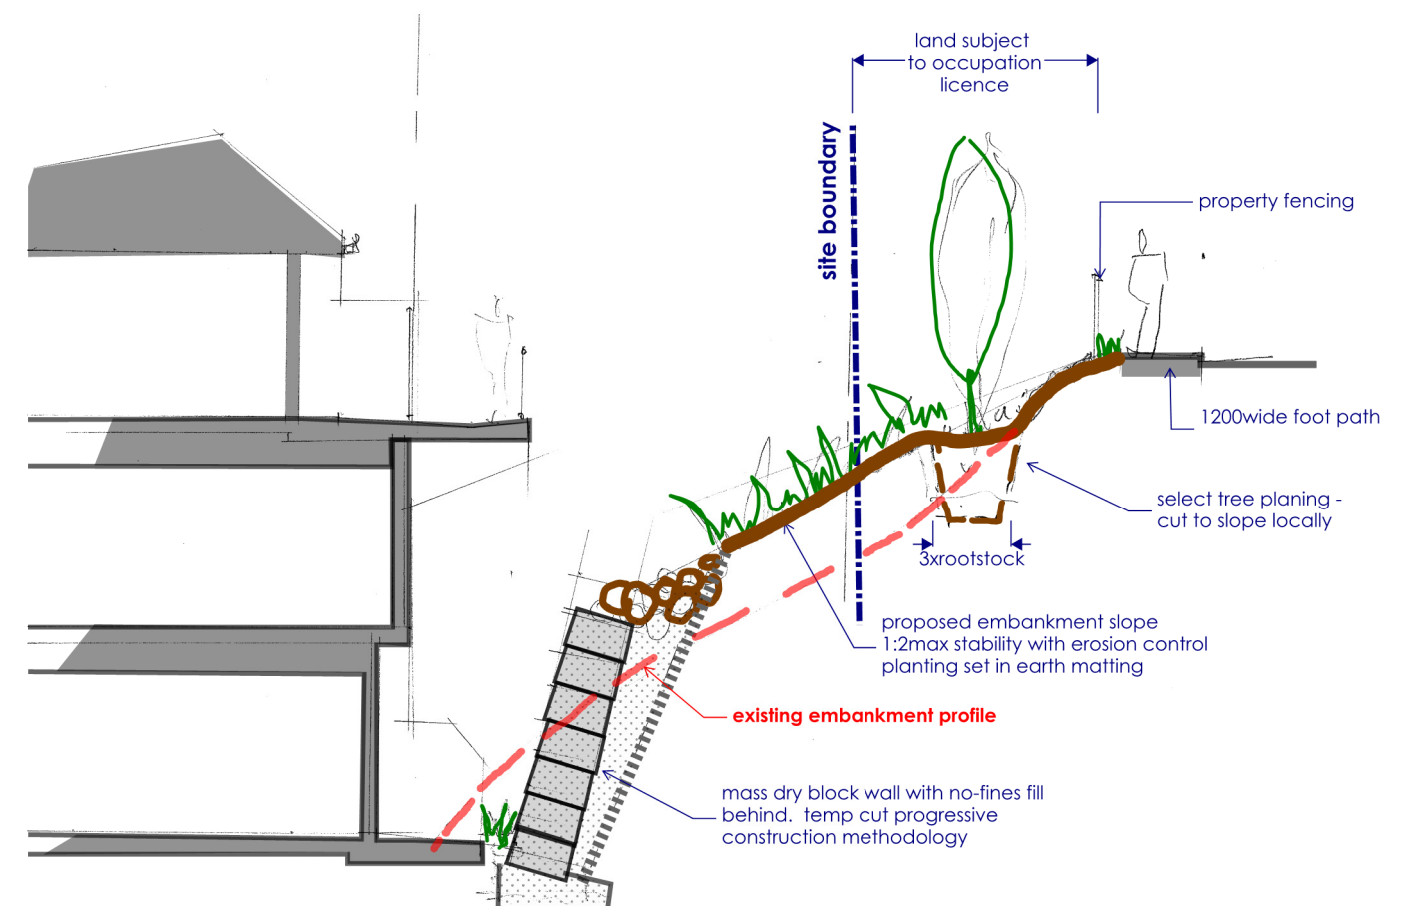 land subject
to occupation
licence
site boundary
property fencing
1200wide foot path
select tree planing -
cut to slope locally
3xrootstock
proposed embankment slope
1:2max stability with erosion control
planting set in earth matting
existing embankment profile
mass dry block wall with no-fines fill
behind.  temp cut progressive
construction methodology